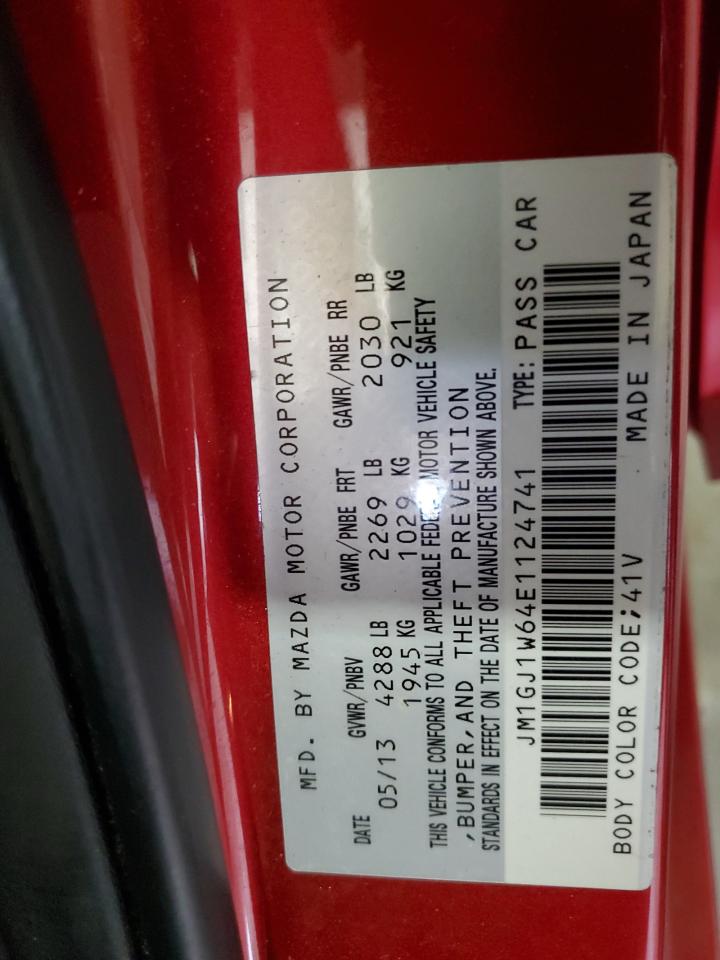 MFD. BY MAZDA MOTOR CORPORATION
DATE GVWR/PNBV GAWR/PNBE FRT GAWR/PNBE RR
05/13 4288 LB 2269 LB 2030 LB
1945 KG 1029 KG 921 KG
THIS VEHICLE CONFORMS TO ALL APPLICABLE FEDERAL MOTOR VEHICLE SAFETY
,BUMPER,AND THEFT PREVENTION
STANDARDS IN EFFECT ON THE DATE OF MANUFACTURE SHOWN ABOVE.
JM1GJ1W64E1124741 TYPE: PASS CAR
BODY COLOR CODE;41V MADE IN JAPAN